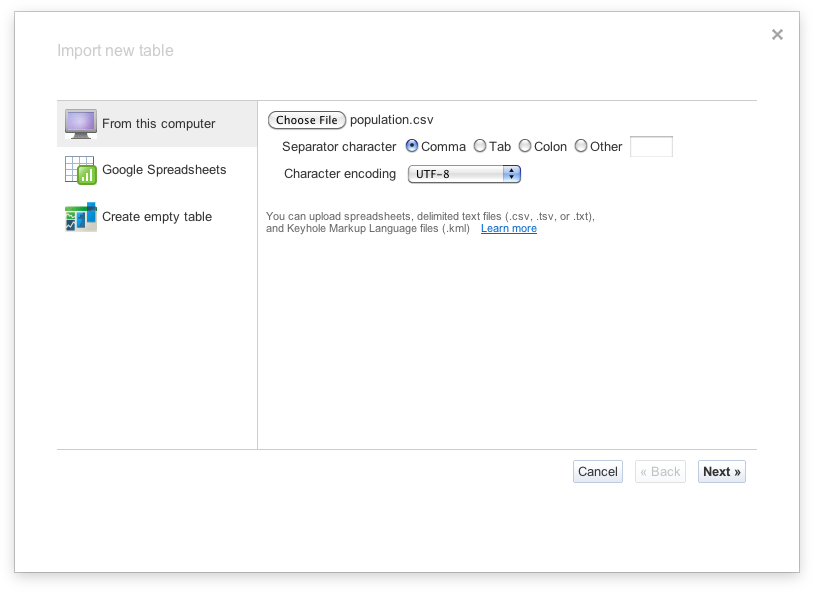 Import new table
×
From this computer
Google Spreadsheets
Create empty table
Choose File population.csv
Separator character Comma Tab Colon Other
Character encoding UTF-8
You can upload spreadsheets, delimited text files (.csv, .tsv, or .txt),
and Keyhole Markup Language files (.kml) Learn more
Cancel « Back Next »